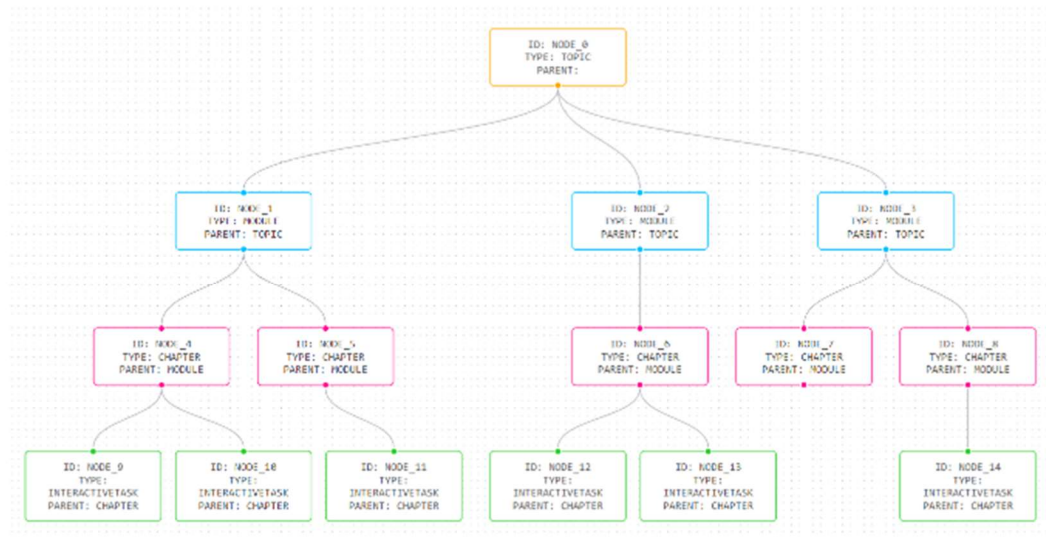 ID: NODE_0
TYPE: TOPIC
PARENT:
ID: NODE_1
TYPE: MODULE
PARENT: TOPIC
ID: NODE_2
TYPE: MODULE
PARENT: TOPIC
ID: NODE_3
TYPE: MODULE
PARENT: TOPIC
ID: NODE_4
TYPE: CHAPTER
PARENT: MODULE
ID: NODE_5
TYPE: CHAPTER
PARENT: MODULE
ID: NODE_6
TYPE: CHAPTER
PARENT: MODULE
ID: NODE_7
TYPE: CHAPTER
PARENT: MODULE
ID: NODE_8
TYPE: CHAPTER
PARENT: MODULE
ID: NODE_9
TYPE:
INTERACTIVETASK
PARENT: CHAPTER
ID: NODE_10
TYPE:
INTERACTIVETASK
PARENT: CHAPTER
ID: NODE_11
TYPE:
INTERACTIVETASK
PARENT: CHAPTER
ID: NODE_12
TYPE:
INTERACTIVETASK
PARENT: CHAPTER
ID: NODE_13
TYPE:
INTERACTIVETASK
PARENT: CHAPTER
ID: NODE_14
TYPE:
INTERACTIVETASK
PARENT: CHAPTER